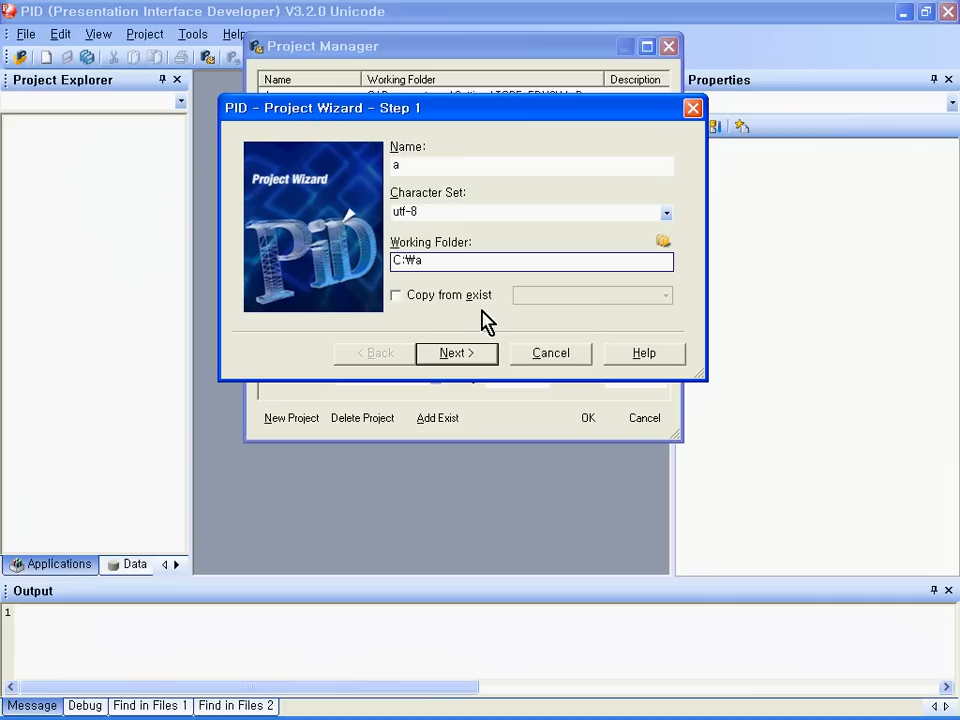 PID (Presentation Interface Developer) V3.2.0 Unicode
File Edit View Project Tools Help
Project Manager
Project Explorer
Name Working Folder Description
Properties
PID - Project Wizard - Step 1
Project Wizard
PiD
Name:
a
Character Set:
utf-8
Working Folder:
C:₩a
Copy from exist
< Back Next > Cancel Help
New Project Delete Project Add Exist OK Cancel
Applications Data
Output
1
Message Debug Find in Files 1 Find in Files 2